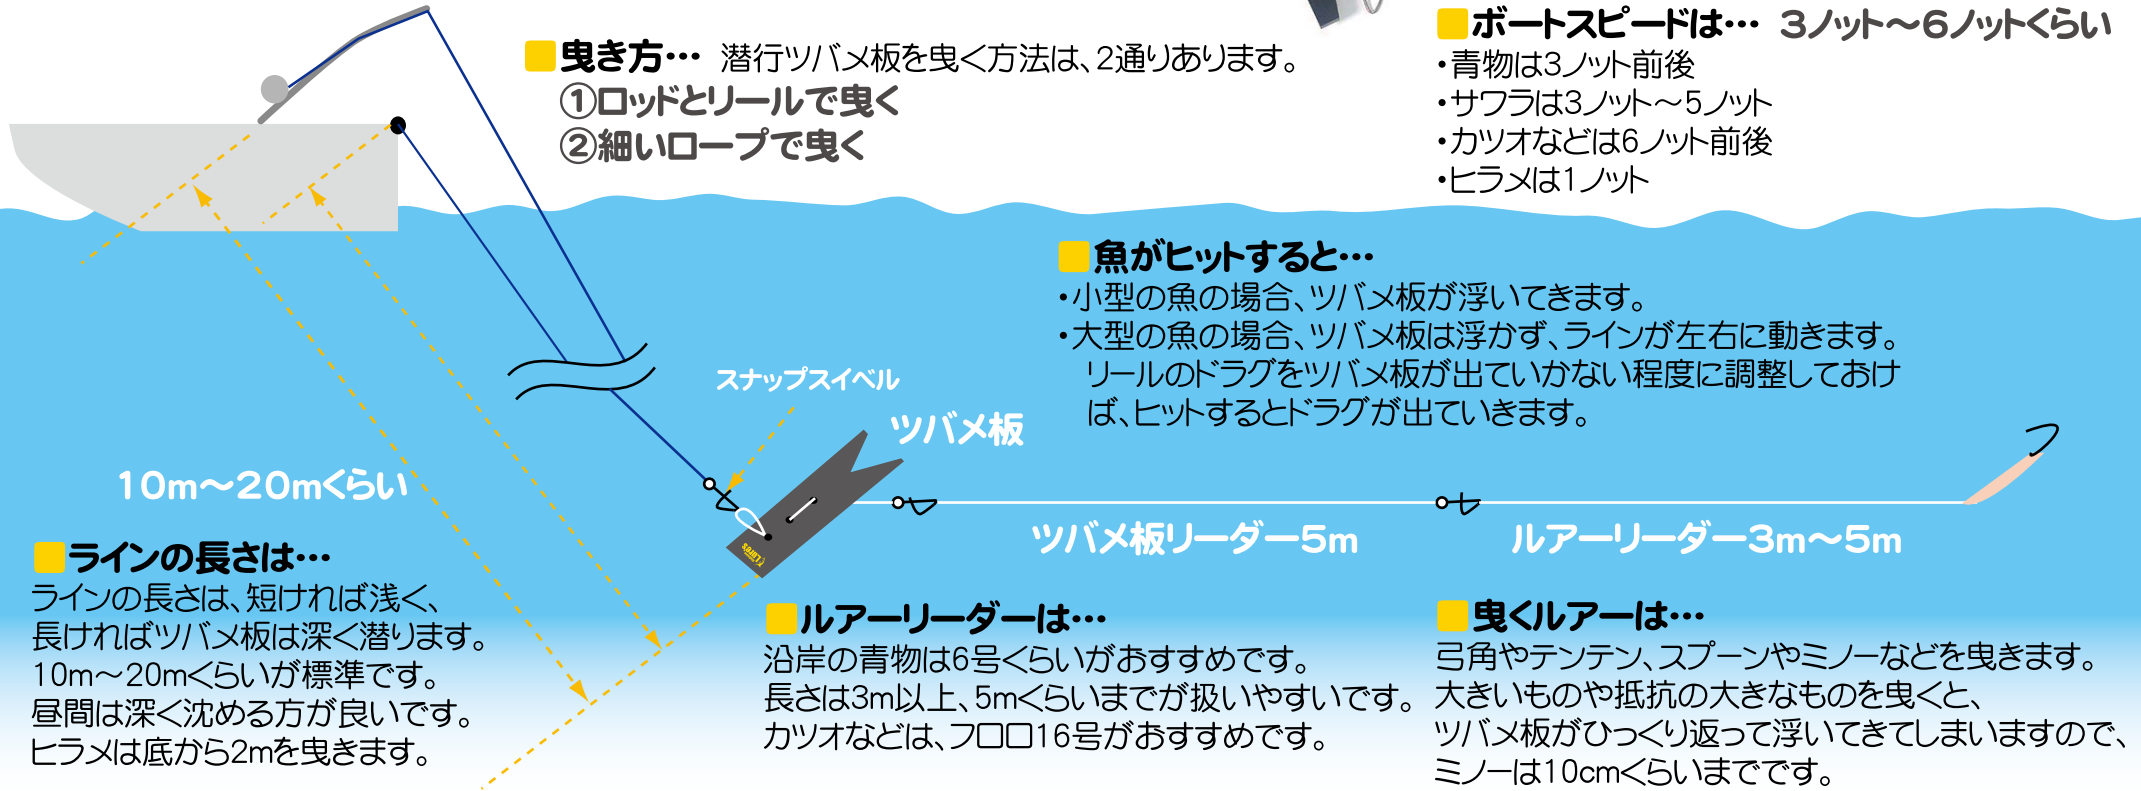 ■曳き方… 潜行ツバメ板を曳く方法は、2通りあります。
①ロッドとリールで曳く
②細いロープで曳く
■ボートスピードは… 3ノット〜6ノットくらい
・青物は3ノット前後
・サワラは3ノット〜5ノット
・カツオなどは6ノット前後
・ヒラメは1ノット
■魚がヒットすると…
・小型の魚の場合、ツバメ板が浮いてきます。
・大型の魚の場合、ツバメ板は浮かず、ラインが左右に動きます。
リールのドラグをツバメ板が出ていかない程度に調整しておけ
ば、ヒットするとドラグが出ていきます。
スナップスイベル
ツバメ板
10m〜20mくらい
ツバメ板リーダー5m
ルアーリーダー3m〜5m
■ラインの長さは…
ラインの長さは、短ければ浅く、
長ければツバメ板は深く潜ります。
10m〜20mくらいが標準です。
昼間は深く沈める方が良いです。
ヒラメは底から2mを曳きます。
■ルアーリーダーは…
沿岸の青物は6号くらいがおすすめです。
長さは3m以上、5mくらいまでが扱いやすいです。
カツオなどは、フロロ16号がおすすめです。
■曳くルアーは…
弓角やテンテン、スプーンやミノーなどを曳きます。
大きいものや抵抗の大きなものを曳くと、
ツバメ板がひっくり返って浮いてきてしまいますので、
ミノーは10cmくらいまでです。